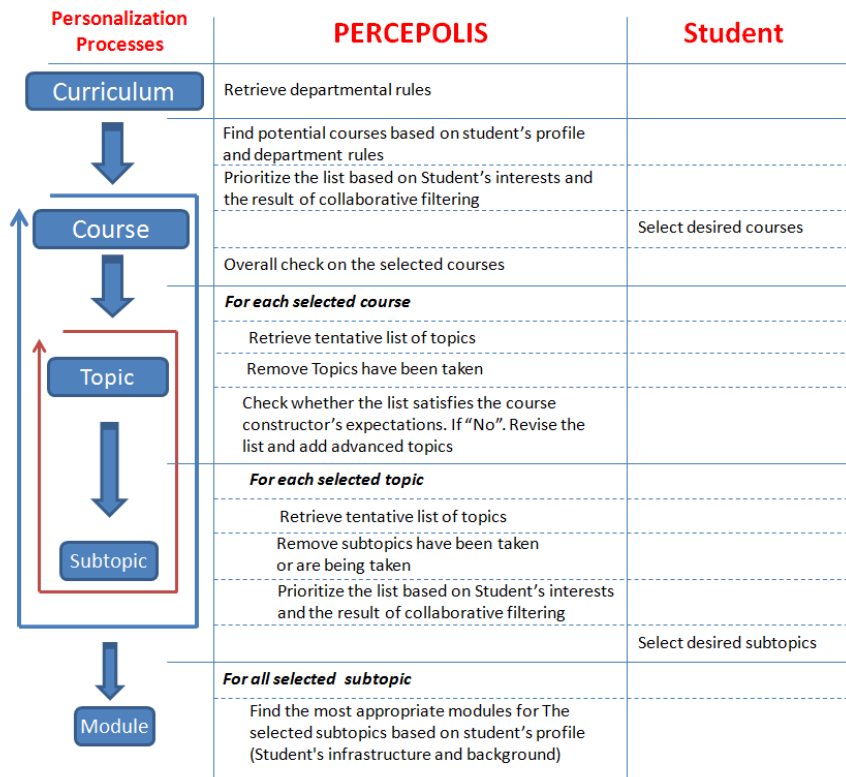 Personalization
Processes
PERCEPOLIS
Student
Curriculum
Retrieve departmental rules
Find potential courses based on student's profile
and department rules
Prioritize the list based on Student's interests and
the result of collaborative filtering
Course
Select desired courses
Overall check on the selected courses
For each selected course
Retrieve tentative list of topics
Topic
Remove Topics have been taken
Check whether the list satisfies the course
constructor's expectations. If “No”. Revise the
list and add advanced topics
For each selected topic
Retrieve tentative list of topics
Subtopic
Remove subtopics have been taken
or are being taken
Prioritize the list based on Student's interests
and the result of collaborative filtering
Select desired subtopics
For all selected subtopic
Module
Find the most appropriate modules for The
selected subtopics based on student's profile
(Student's infrastructure and background)